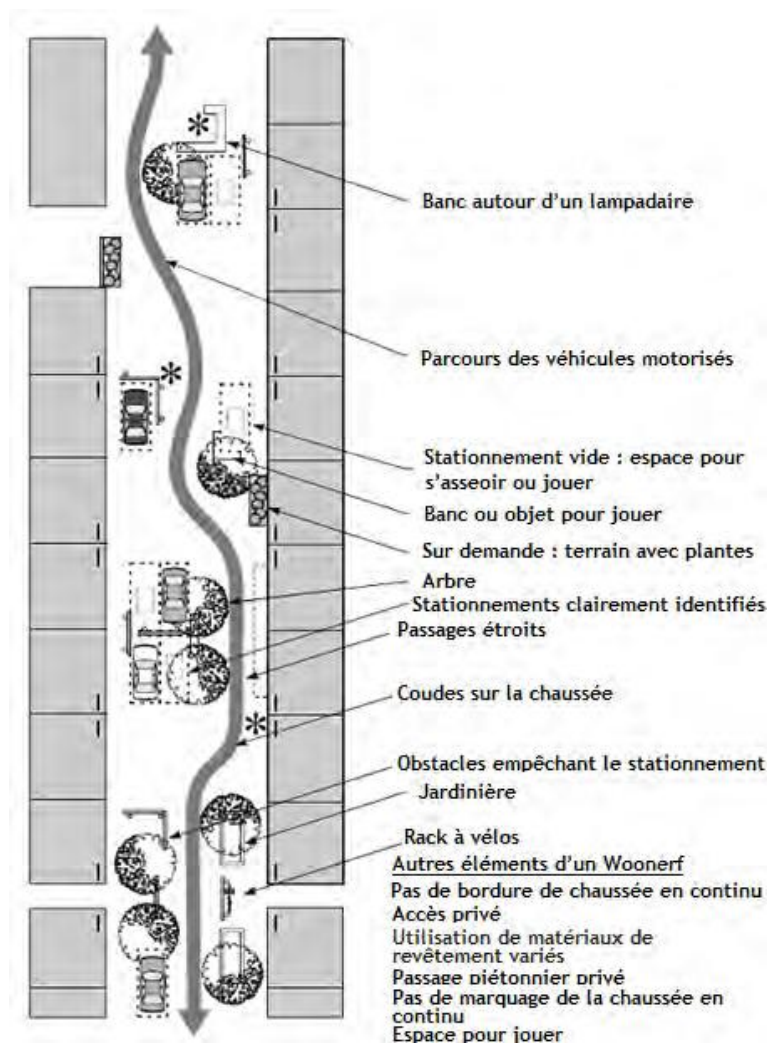 Banc autour d'un lampadaire
Parcours des véhicules motorisés
Stationnement vide : espace pour
s'asseoir ou jouer
Banc ou objet pour jouer
Sur demande : terrain avec plantes
Arbre
Stationnements clairement identifiés
Passages étroits
Coudes sur la chaussée
Obstacles empêchant le stationnement
Jardinière
Rack à vélos
Autres éléments d'un Woonerf
Pas de bordure de chaussée en continu
Accès privé
Utilisation de matériaux de
revêtement variés
Passage piétonnier privé
Pas de marquage de la chaussée en
continu
Espace pour jouer